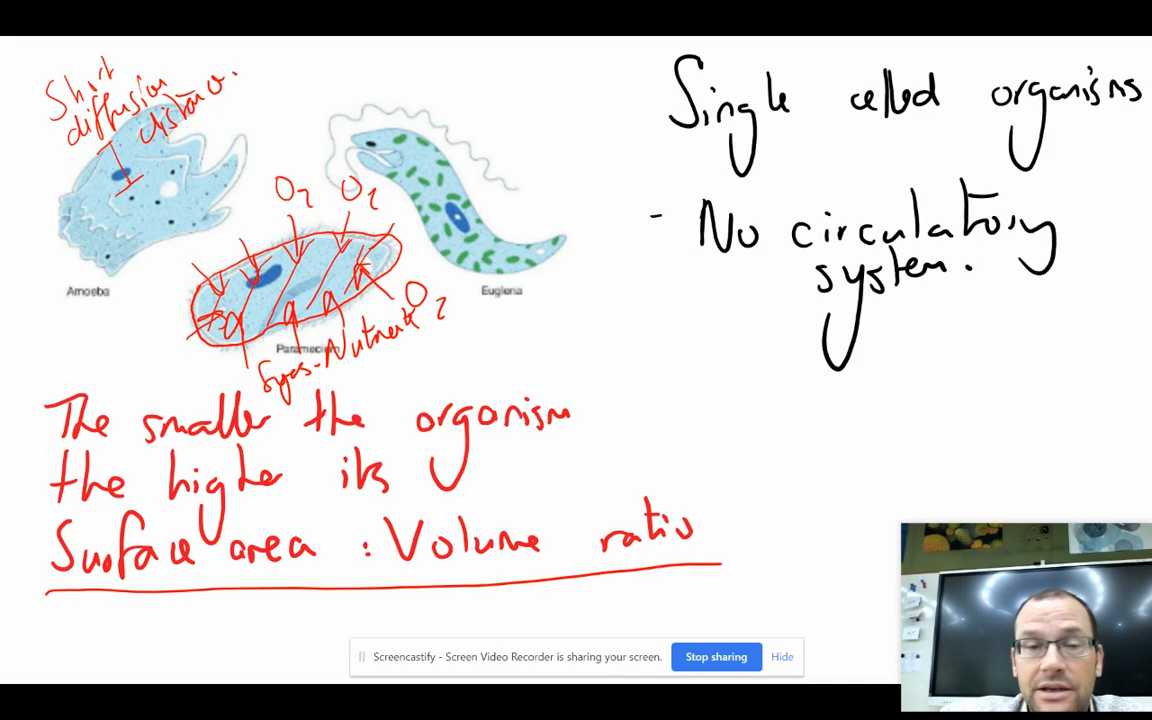 Short
diffusion
distance.
Single celled organisms
- No circulatory
system.
O2 O2
O2
Amoeba
Euglena
Paramecium
Nutrients
The smaller the organism
the higher its
Surface area : Volume ratio
Screencastify - Screen Video Recorder is sharing your screen.
Stop sharing
Hide